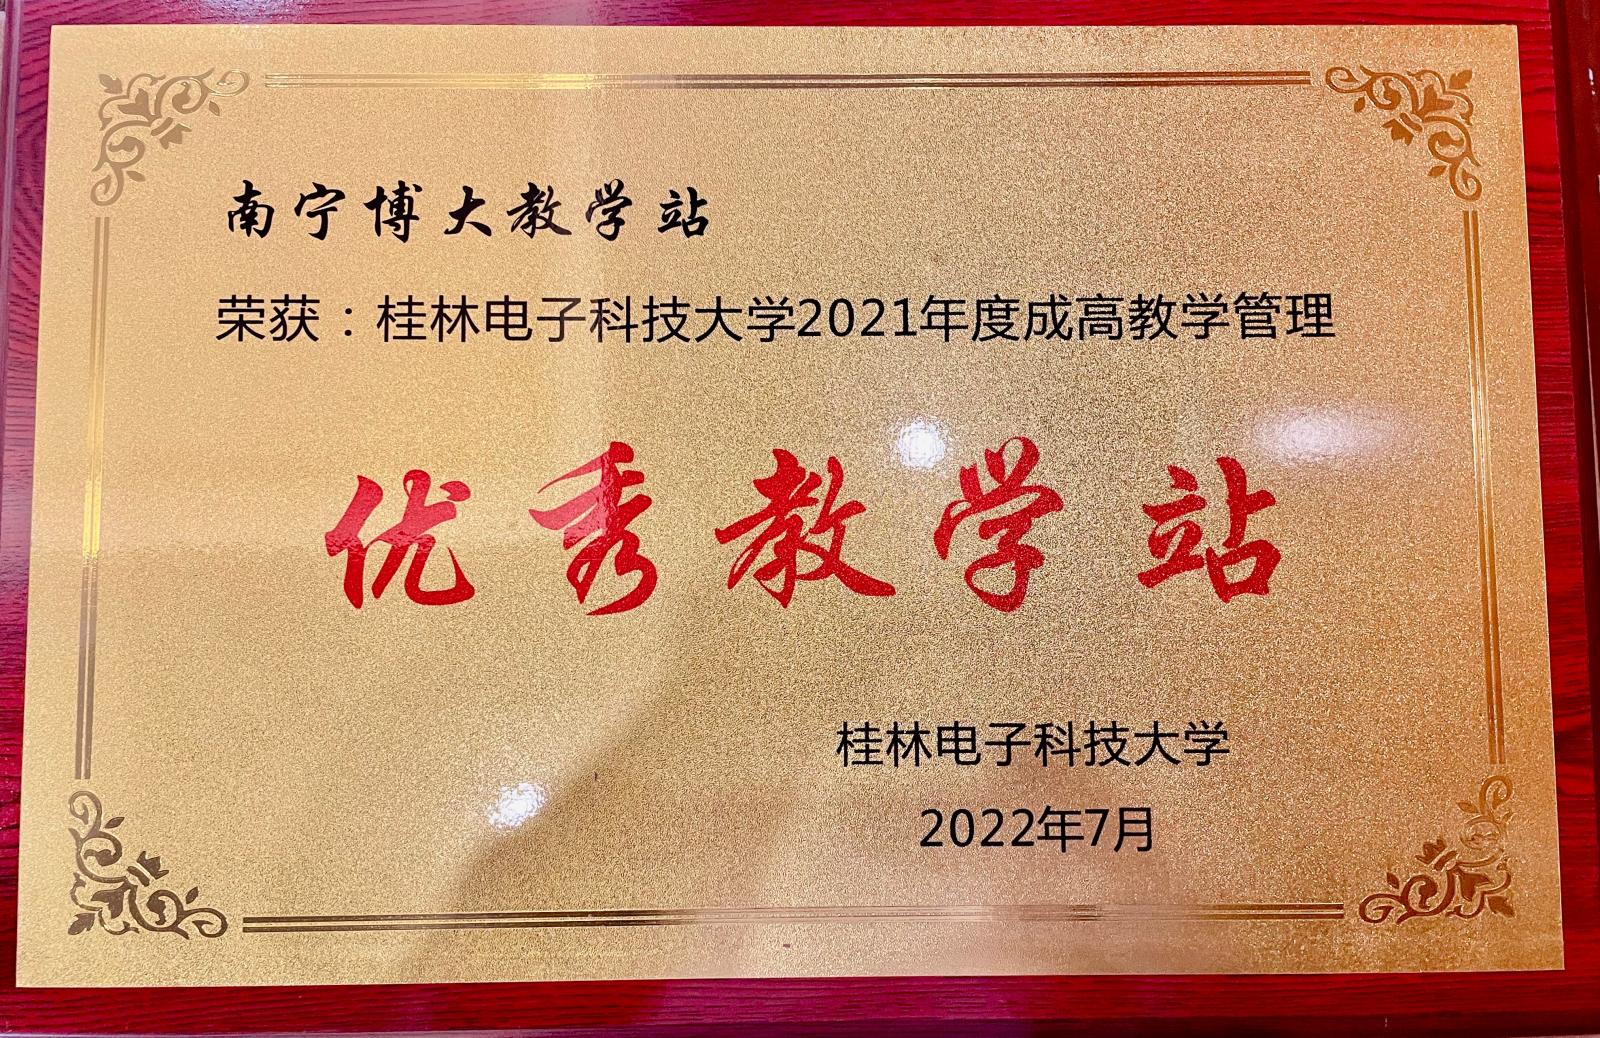 南宁博大教学站
荣获：桂林电子科技大学2021年度成高教学管理
优秀教学站
桂林电子科技大学
2022年7月